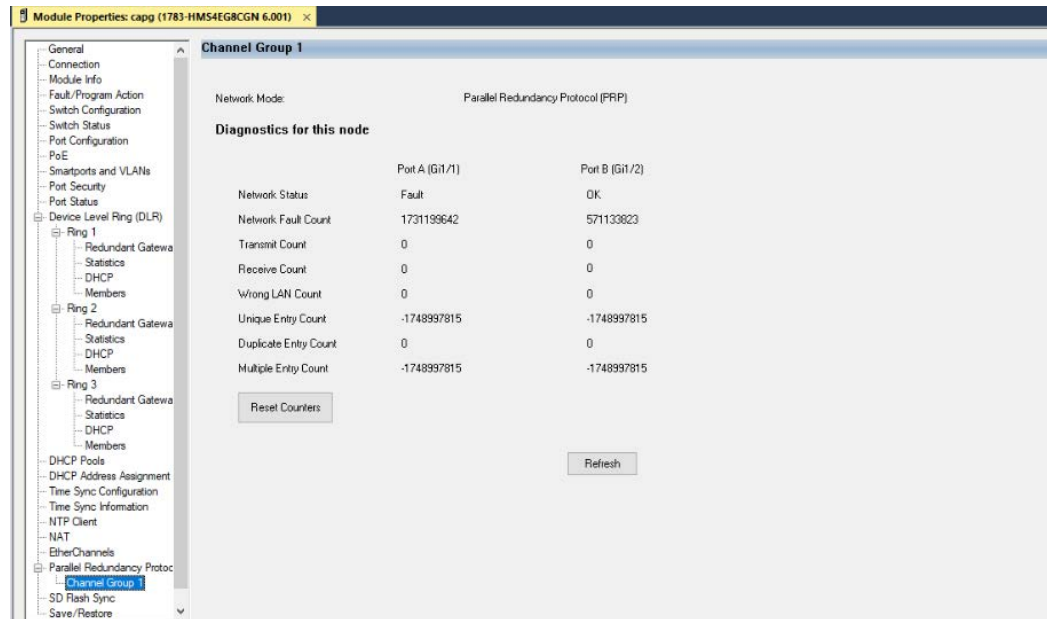 Module Properties: capg (1783-HMS4EG8CGN 6.001) ×
General
Connection
Module Info
Fault/Program Action
Switch Configuration
Switch Status
Port Configuration
PoE
Smartports and VLANs
Port Security
Port Status
Device Level Ring (DLR)
Ring 1
Redundant Gatewa
Statistics
DHCP
Members
Ring 2
Redundant Gatewa
Statistics
DHCP
Members
Ring 3
Redundant Gatewa
Statistics
DHCP
Members
DHCP Pools
DHCP Address Assignment
Time Sync Configuration
Time Sync Information
NTP Client
NAT
EtherChannels
Parallel Redundancy Protoc
Channel Group 1
SD Flash Sync
Save/Restore
Channel Group 1
Network Mode: Parallel Redundancy Protocol (PRP)
Diagnostics for this node
Port A (Gi1/1) Port B (Gi1/2)
Network Status Fault OK
Network Fault Count 1731199642 571133823
Transmit Count 0 0
Receive Count 0 0
Wrong LAN Count 0 0
Unique Entry Count -1748997815 -1748997815
Duplicate Entry Count 0 0
Multiple Entry Count -1748997815 -1748997815
Reset Counters
Refresh